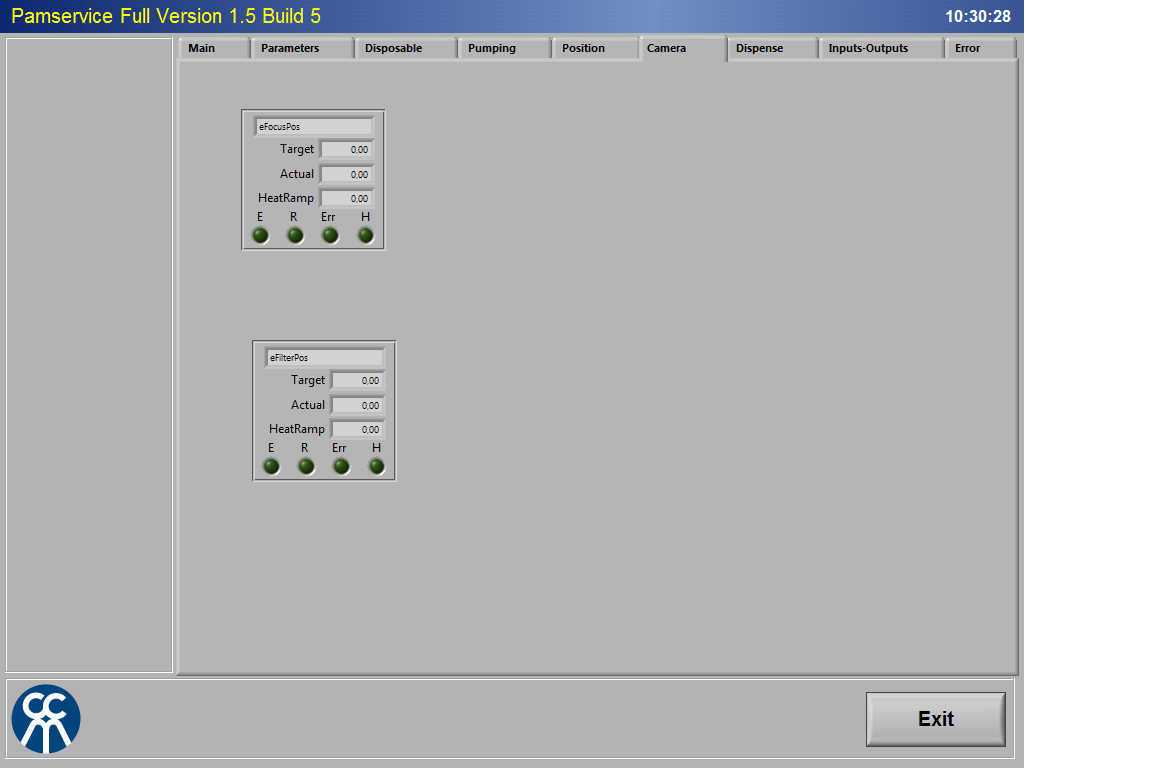 Pamservice Full Version 1.5 Build 5 10:30:28
Main Parameters Disposable Pumping Position Camera Dispense Inputs-Outputs Error
eFocusPos
Target 0,00
Actual 0,00
HeatRamp 0,00
E R Err H
eFilterPos
Target 0,00
Actual 0,00
HeatRamp 0,00
E R Err H
Exit